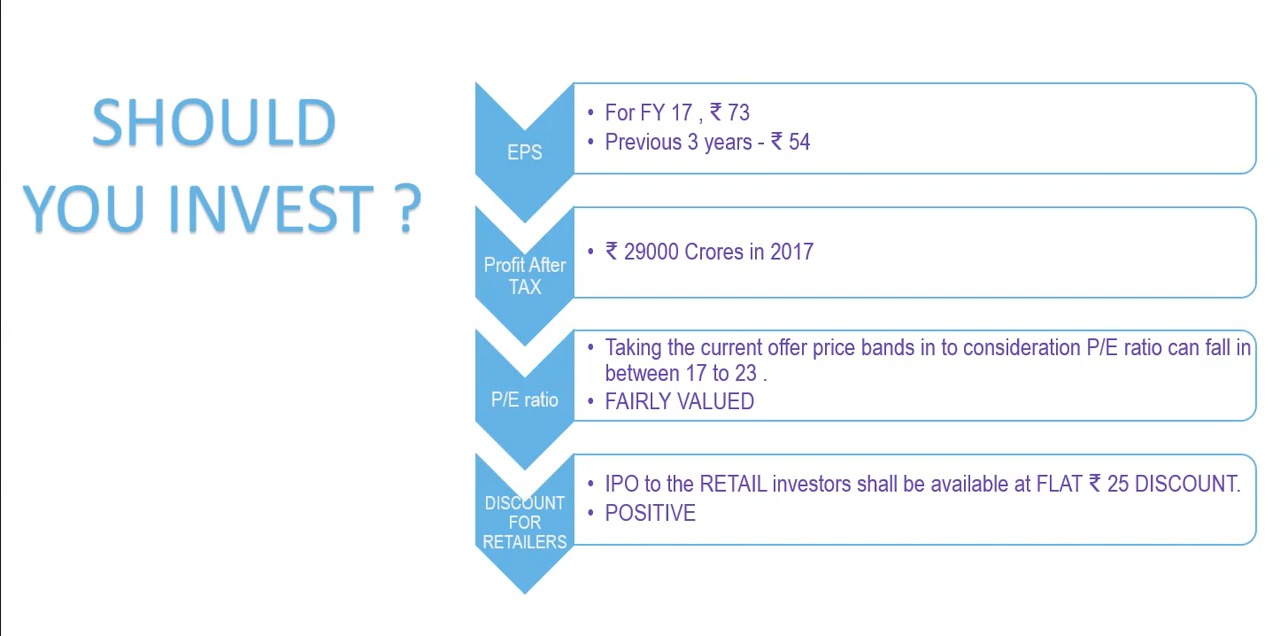 SHOULD
YOU INVEST ?
EPS
• For FY 17 , ₹ 73
• Previous 3 years - ₹ 54
Profit After
TAX
• ₹ 29000 Crores in 2017
P/E ratio
• Taking the current offer price bands in to consideration P/E ratio can fall in
between 17 to 23 .
• FAIRLY VALUED
DISCOUNT
FOR
RETAILERS
• IPO to the RETAIL investors shall be available at FLAT ₹ 25 DISCOUNT.
• POSITIVE